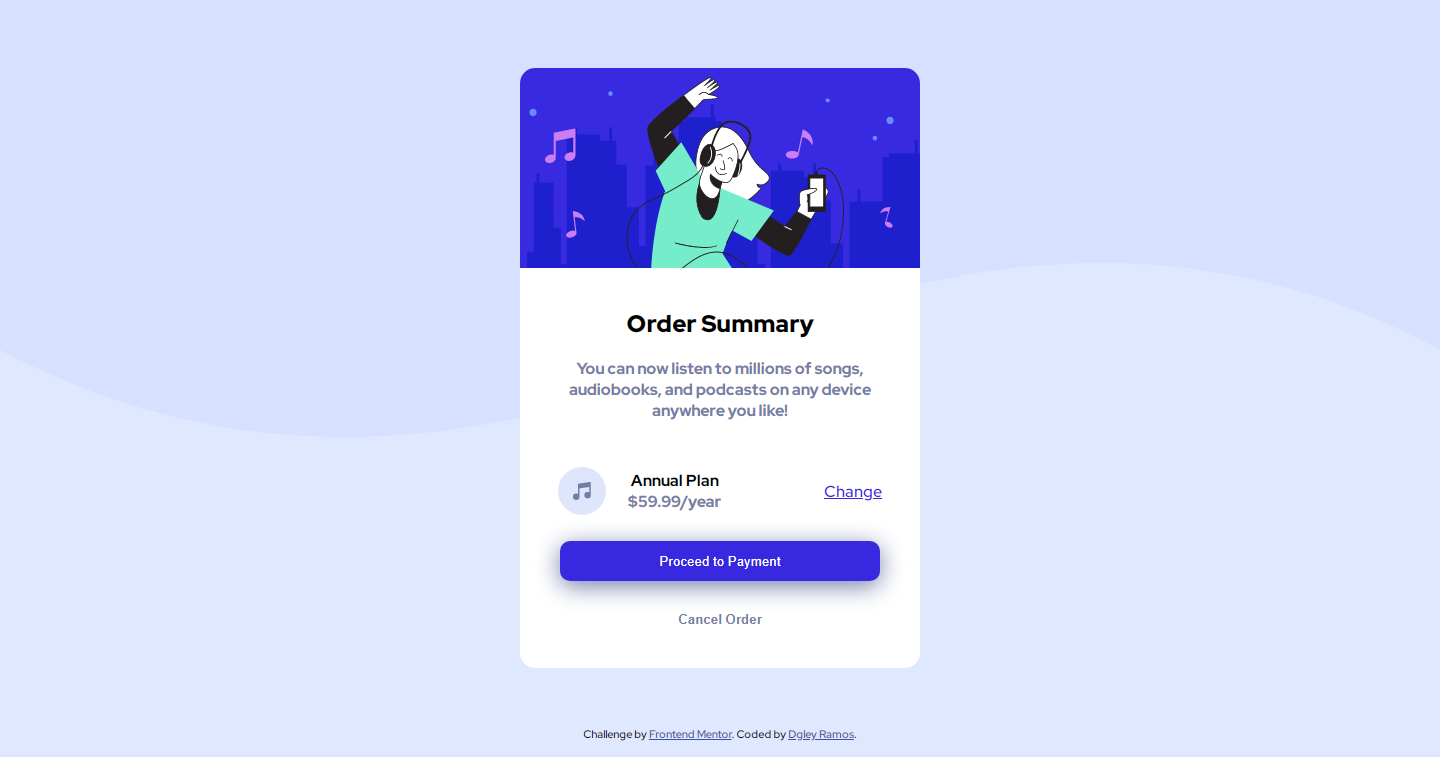 Order Summary
You can now listen to millions of songs,
audiobooks, and podcasts on any device
anywhere you like!
Annual Plan
$59.99/year
Change
Proceed to Payment
Cancel Order
Challenge by Frontend Mentor. Coded by Dgley Ramos.